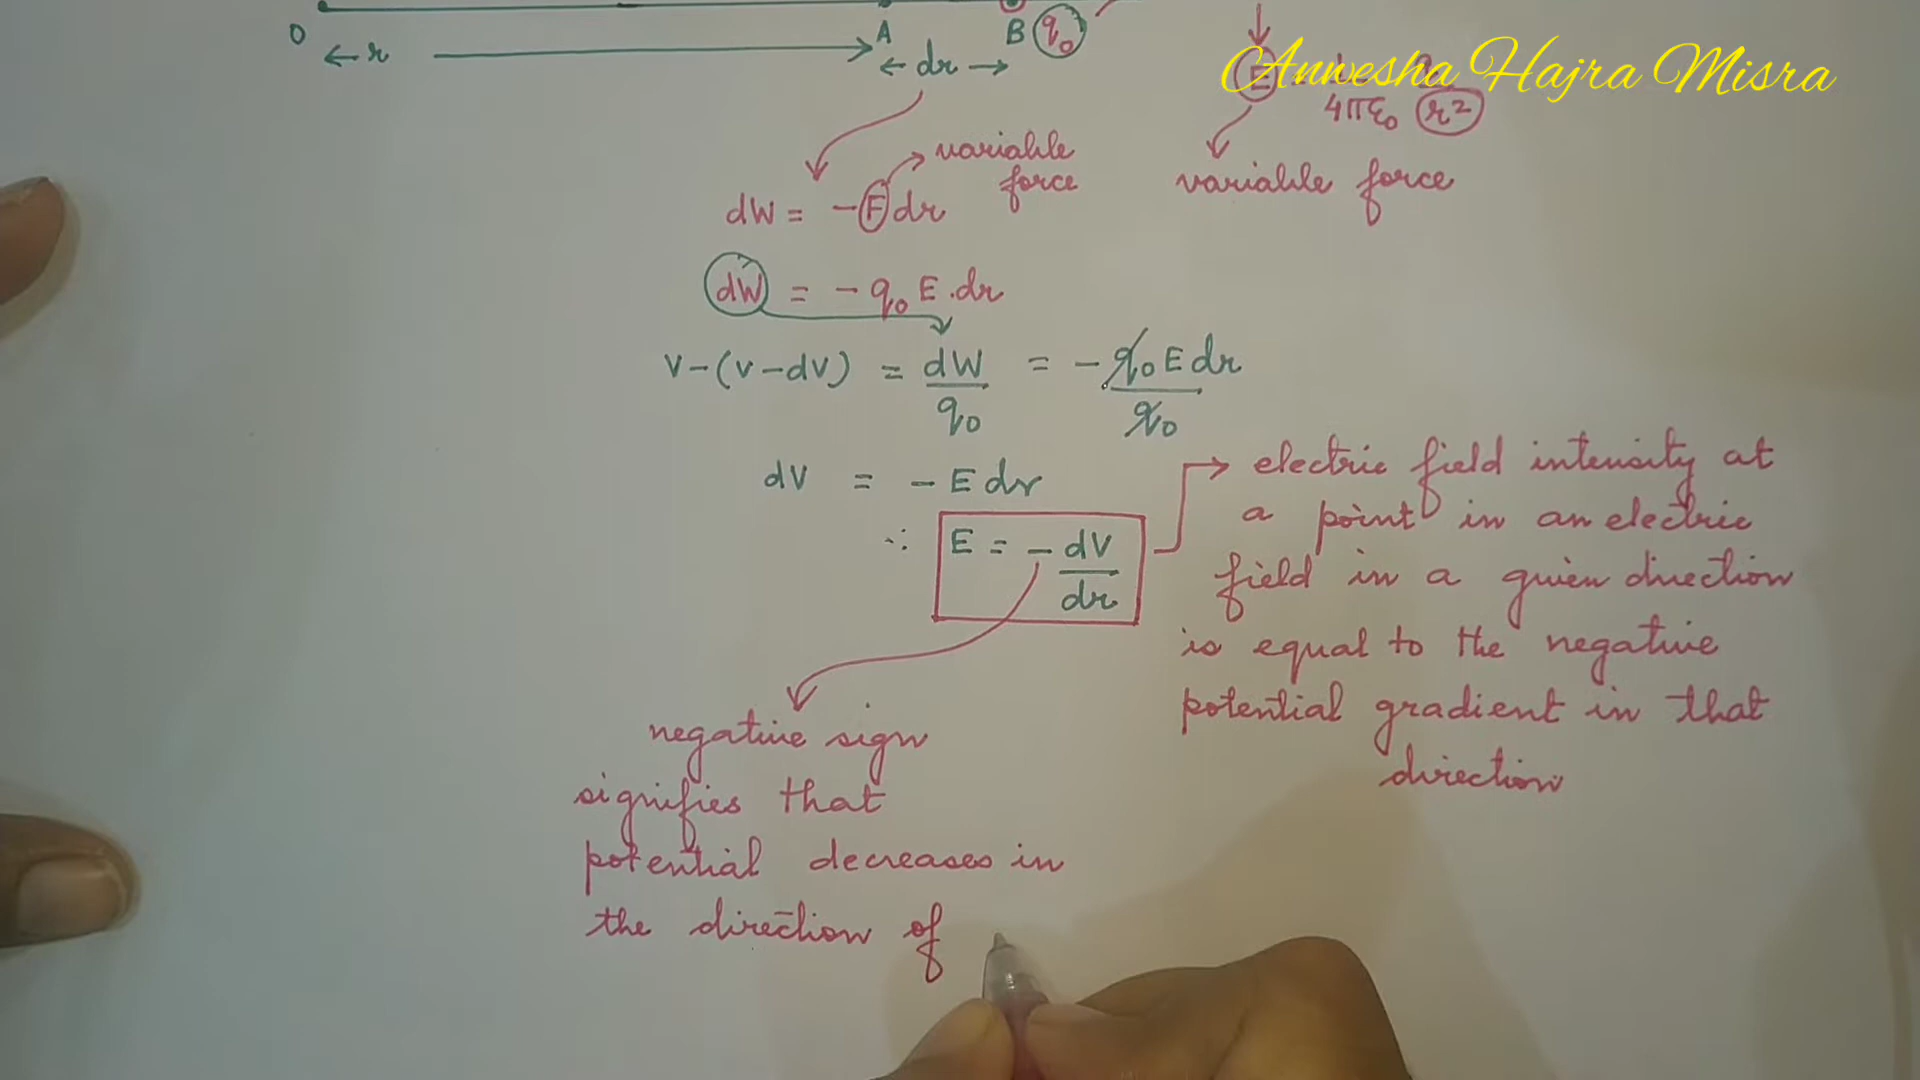 O A B q₀
← r → ← dr →
Anwesha Hajra Misra
E =
4πε₀ r²
variable
force
variable force
dW = -F dr
dW = - q₀ E . dr
V-(V-dV) = dW/q₀ = -q₀ E dr/q₀
dV = - E dr
∴ E = - dV/dr
electric field intensity at
a point in an electric
field in a given direction
is equal to the negative
potential gradient in that
direction
negative sign
signifies that
potential decreases in
the direction of